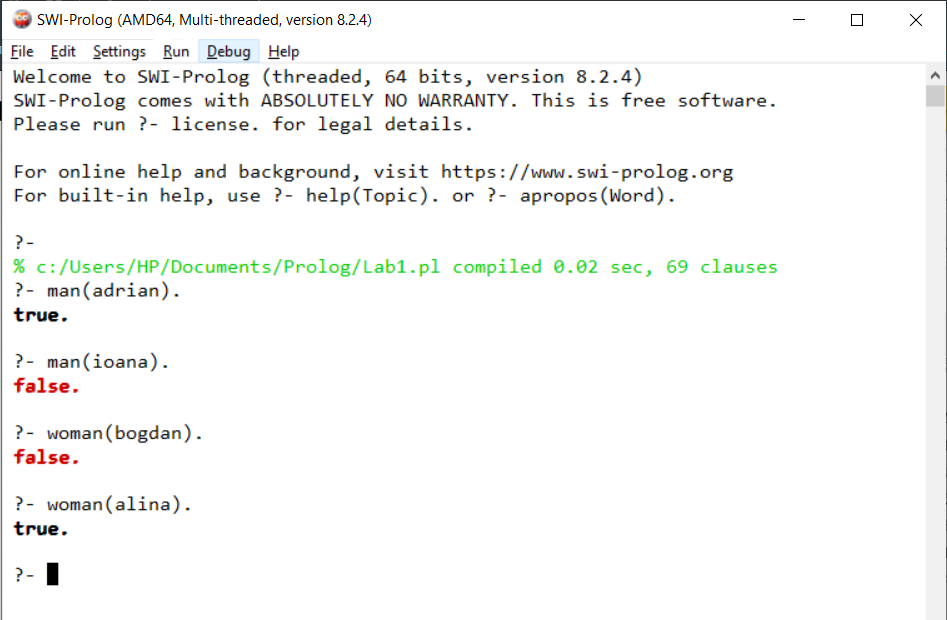 SWI-Prolog (AMD64, Multi-threaded, version 8.2.4)
File Edit Settings Run Debug Help
Welcome to SWI-Prolog (threaded, 64 bits, version 8.2.4)
SWI-Prolog comes with ABSOLUTELY NO WARRANTY. This is free software.
Please run ?- license. for legal details.
For online help and background, visit https://www.swi-prolog.org
For built-in help, use ?- help(Topic). or ?- apropos(Word).
?-
% c:/Users/HP/Documents/Prolog/Lab1.pl compiled 0.02 sec, 69 clauses
?- man(adrian).
true.
?- man(ioana).
false.
?- woman(bogdan).
false.
?- woman(alina).
true.
?-